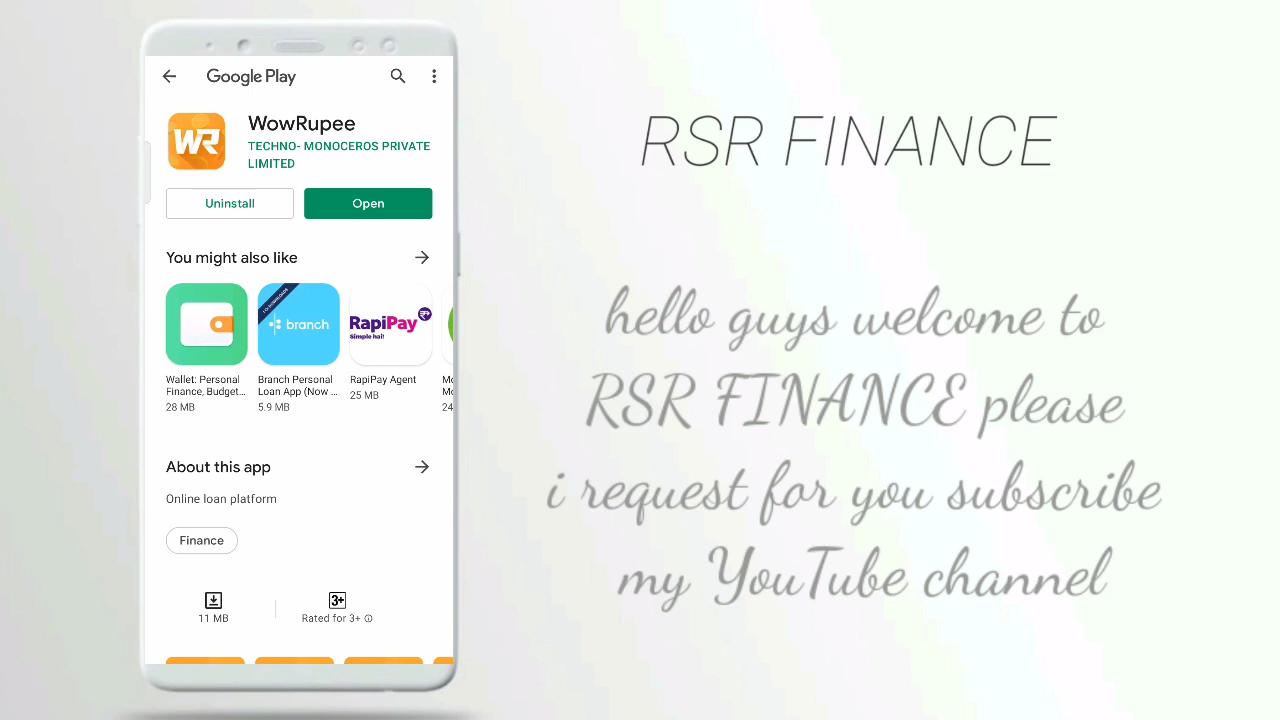 Google Play
WR
WowRupee
TECHNO- MONOCEROS PRIVATE
LIMITED
Uninstall
Open
You might also like
branch
RapiPay
Simple hai!
Wallet: Personal
Finance, Budget...
28 MB
Branch Personal
Loan App (Now ...
5.9 MB
RapiPay Agent
25 MB
About this app
Online loan platform
Finance
11 MB
3+
Rated for 3+
RSR FINANCE
hello guys welcome to
RSR FINANCE please
i request for you subscribe
my YouTube channel